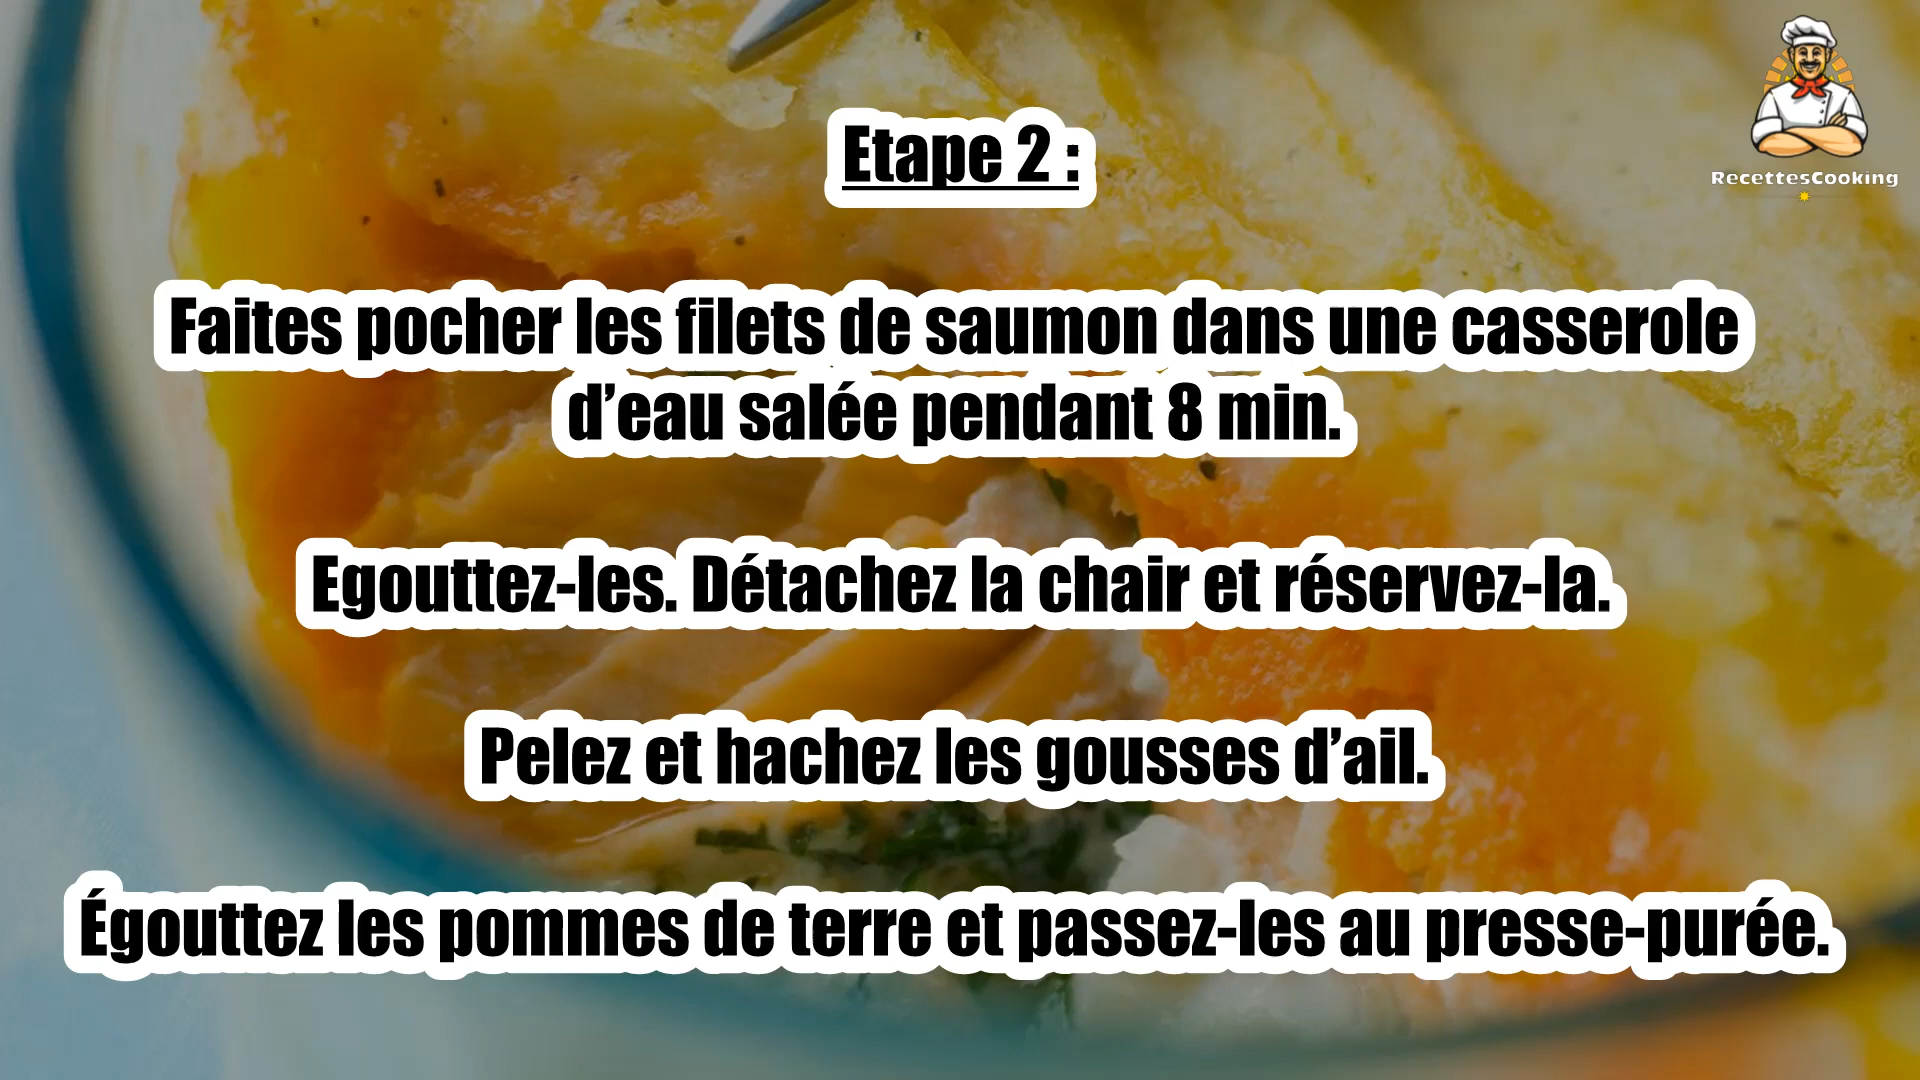 RecettesCooking
Etape 2 :
Faites pocher les filets de saumon dans une casserole
d’eau salée pendant 8 min.
Egouttez-les. Détachez la chair et réservez-la.
Pelez et hachez les gousses d’ail.
Égouttez les pommes de terre et passez-les au presse-purée.